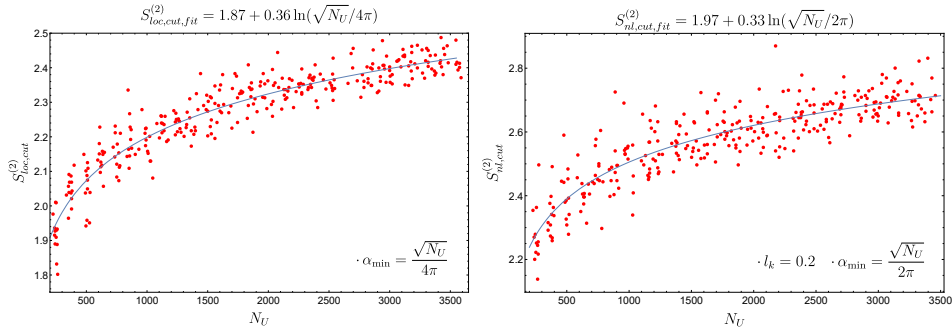 S^{(2)}_{loc,cut,fit} = 1.87 + 0.36 ln(√N_U/4π)
2.5
2.4
2.3
2.2
2.1
2.0
1.9
1.8
S^{(2)}_{loc,cut}
· α_min = √N_U / 4π
500 1000 1500 2000 2500 3000 3500
N_U
S^{(2)}_{nl,cut,fit} = 1.97 + 0.33 ln(√N_U/2π)
2.8
2.6
2.4
2.2
S^{(2)}_{nl,cut}
· l_k = 0.2 · α_min = √N_U / 2π
500 1000 1500 2000 2500 3000 3500
N_U